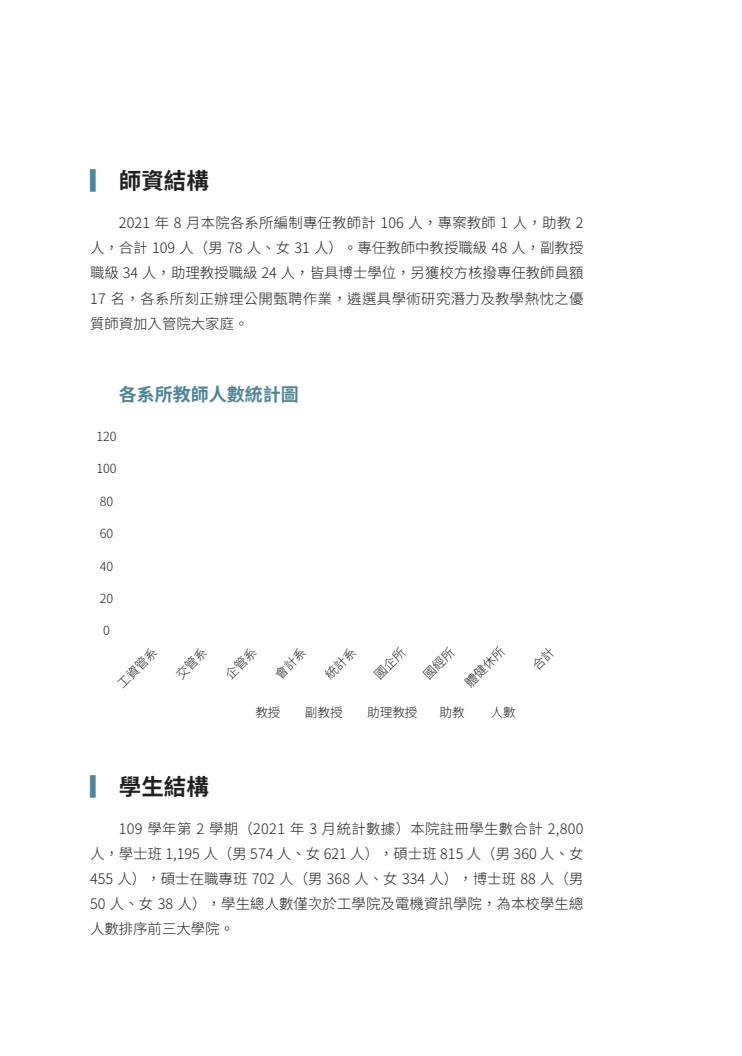 師資結構
2021 年 8 月本院各系所編制專任教師計 106 人，專案教師 1 人，助教 2
人，合計 109 人（男 78 人、女 31 人）。專任教師中教授職級 48 人，副教授
職級 34 人，助理教授職級 24 人，皆具博士學位，另獲校方核撥專任教師員額
17 名，各系所刻正辦理公開甄聘作業，遴選具學術研究潛力及教學熱忱之優
質師資加入管院大家庭。
各系所教師人數統計圖
120
100
80
60
40
20
0
工資管系 交管系 企管系 會計系 統計系 國企所 國經所 體健休所 合計
教授 副教授 助理教授 助教 人數
學生結構
109 學年第 2 學期（2021 年 3 月統計數據）本院註冊學生數合計 2,800
人，學士班 1,195 人（男 574 人、女 621 人），碩士班 815 人（男 360 人、女
455 人），碩士在職專班 702 人（男 368 人、女 334 人），博士班 88 人（男
50 人、女 38 人），學生總人數僅次於工學院及電機資訊學院，為本校學生總
人數排序前三大學院。